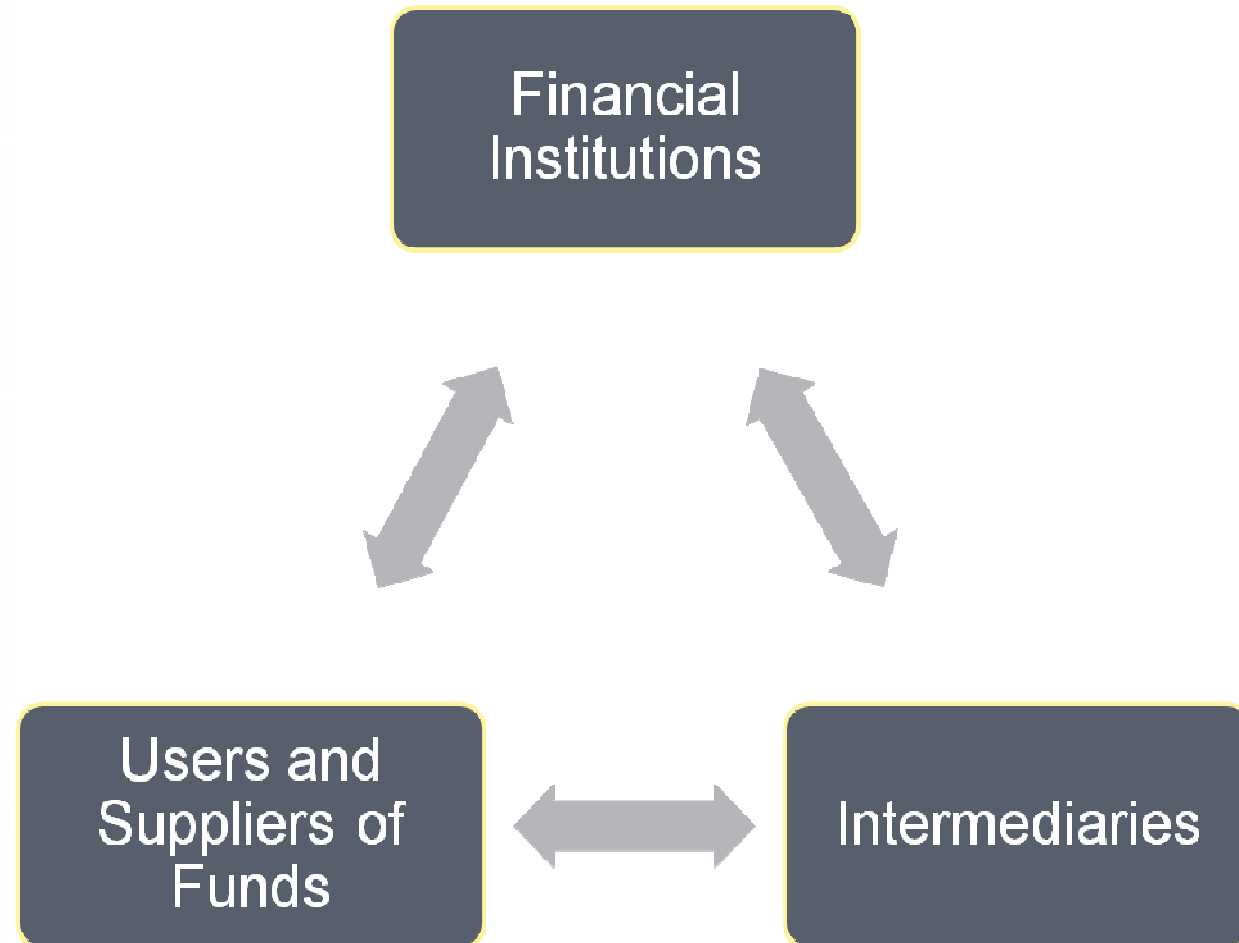 Financial
Institutions
Users and
Suppliers of
Funds
Intermediaries